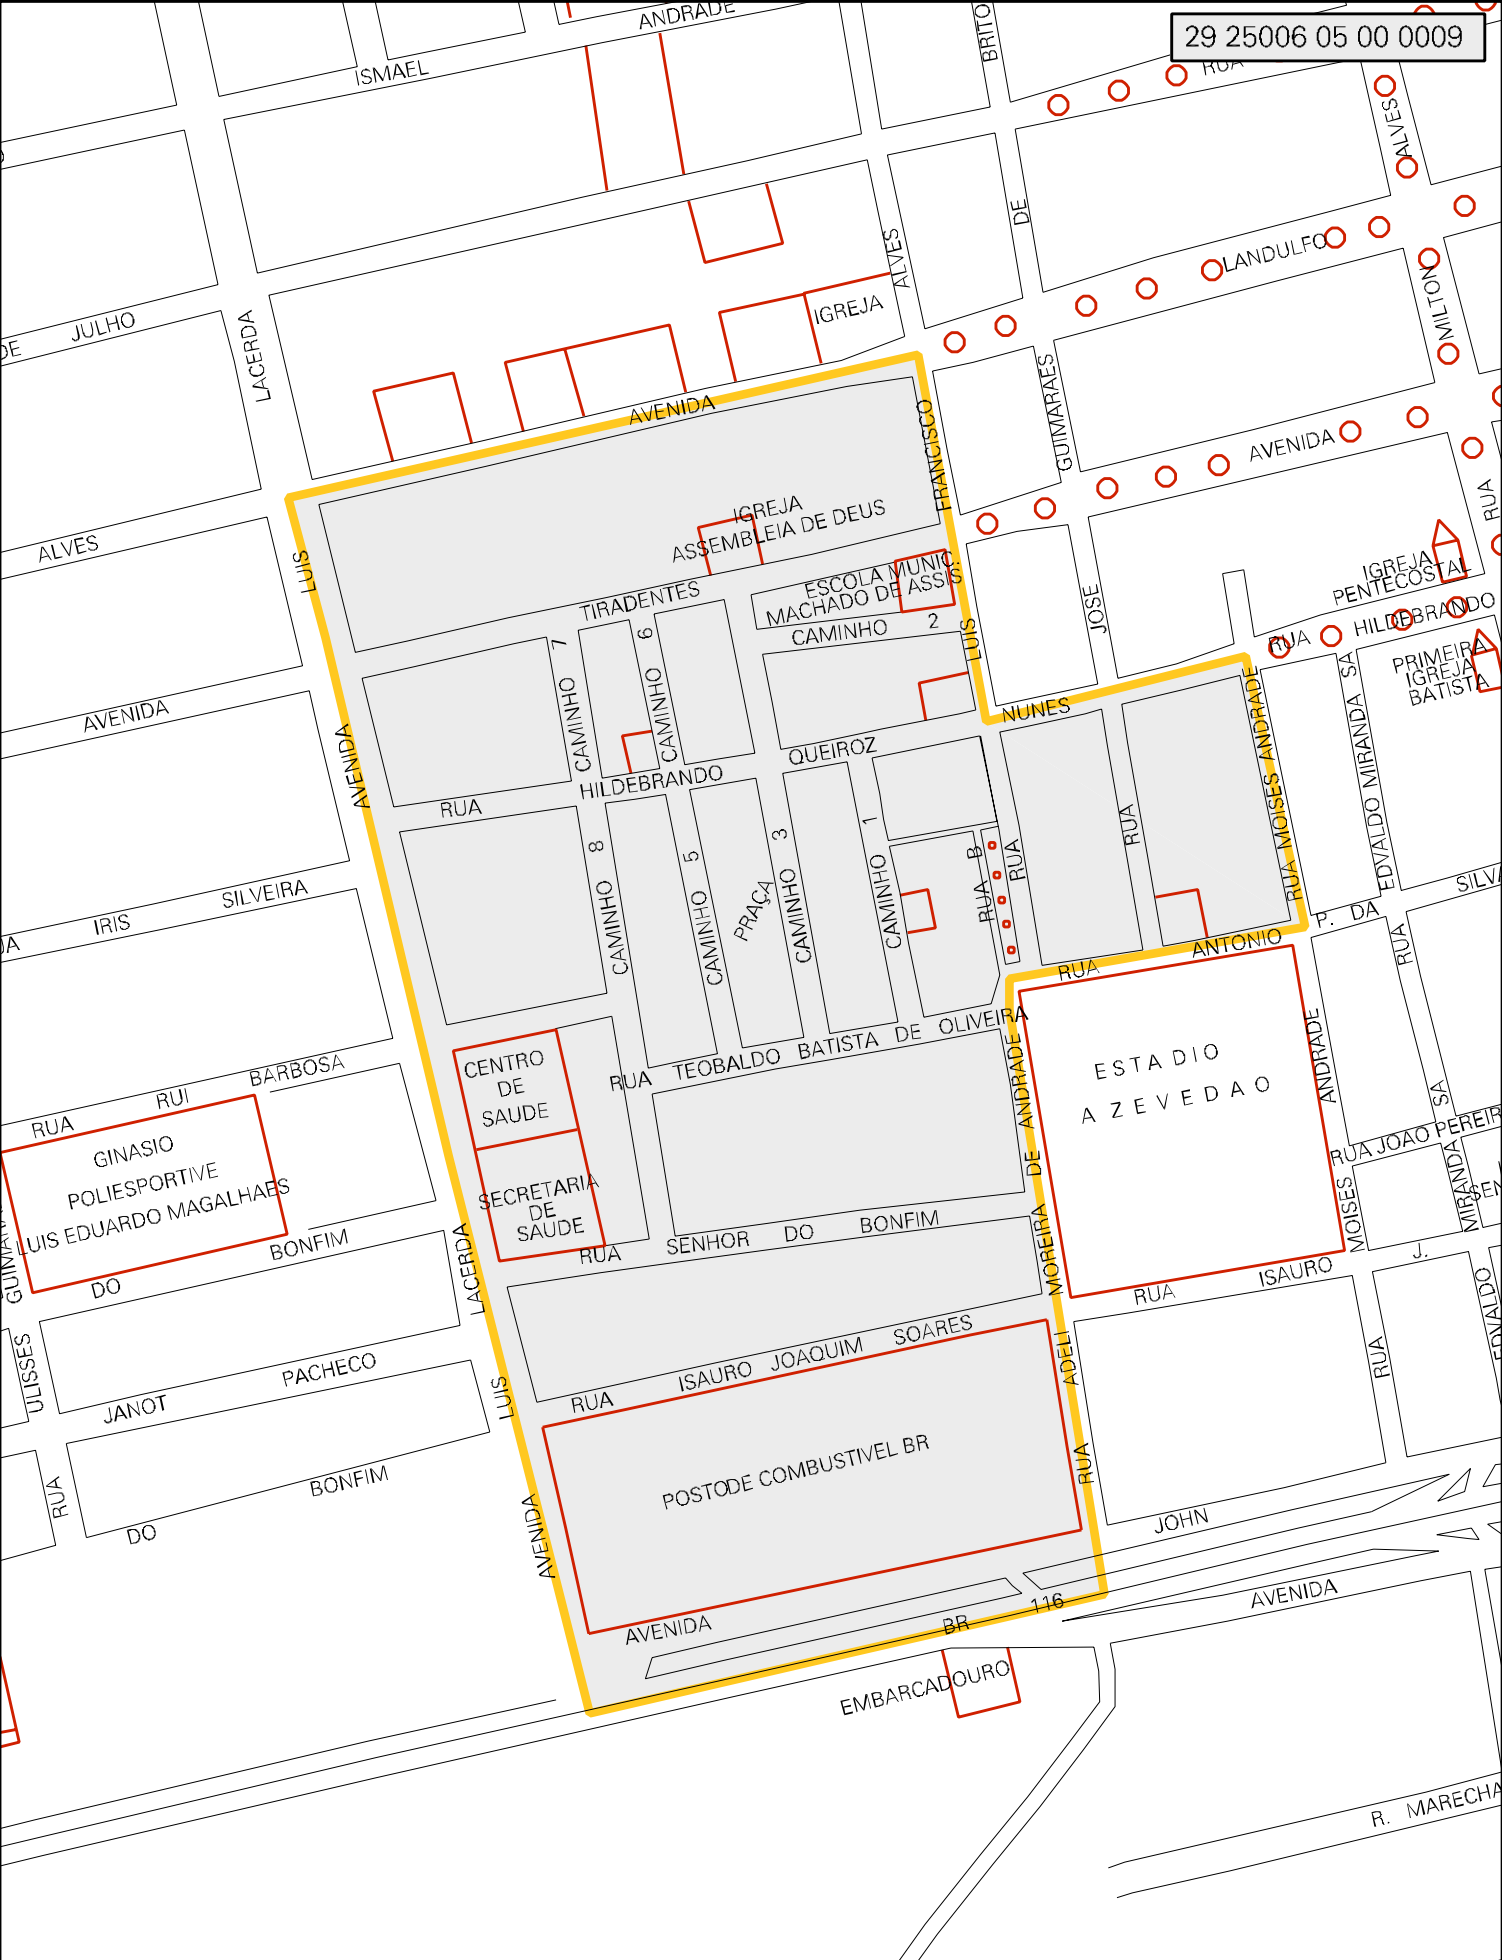 29 25006 05 00 0009
ANDRADE
ISMAEL
BRITO
RUA
ALVES
DE
LANDULFO
ALVES
IGREJA
MILTON
JULHO
DE
LACERDA
GUIMARAES
AVENIDA
FRANCISCO
AVENIDA
RUA
IGREJA
ASSEMBLEIA DE DEUS
ALVES
LUIS
ESCOLA MUNIC.
MACHADO DE ASSIS
TIRADENTES
CAMINHO 2
LUIS
JOSE
IGREJA
PENTECOSTAL
RUA HILDEBRANDO
PRIMEIRA
IGREJA
BATISTA
CAMINHO 7
CAMINHO 6
NUNES
AVENIDA
AVENIDA
QUEIROZ
HILDEBRANDO
RUA
RUA MOISES ANDRADE
EDVALDO MIRANDA SA
CAMINHO 8
CAMINHO 5
PRAÇA
CAMINHO 3
CAMINHO 1
RUA B
RUA
RUA
SILVEIRA
IRIS
SILVA
P. DA
ANTONIO
RUA
RUA
RUA TEOBALDO BATISTA DE OLIVEIRA
CENTRO
DE
SAUDE
SECRETARIA
DE
SAUDE
ESTADIO
AZEVEDAO
ANDRADE
SA
RUA JOAO PEREIR
MIRANDA
MOISES
BARBOSA
RUI
RUA
GINASIO
POLIESPORTIVE
LUIS EDUARDO MAGALHAES
BONFIM
DO
LACERDA
RUA SENHOR DO BONFIM
RUA ADELI MOREIRA DE ANDRADE
J.
ISAURO
RUA
EDVALDO
RUA
RUA ISAURO JOAQUIM SOARES
ULISSES
PACHECO
JANOT
LUIS
POSTODE COMBUSTIVEL BR
BONFIM
DO
RUA
AVENIDA
JOHN
AVENIDA
AVENIDA
BR 116
EMBARCADOURO
R. MARECHA